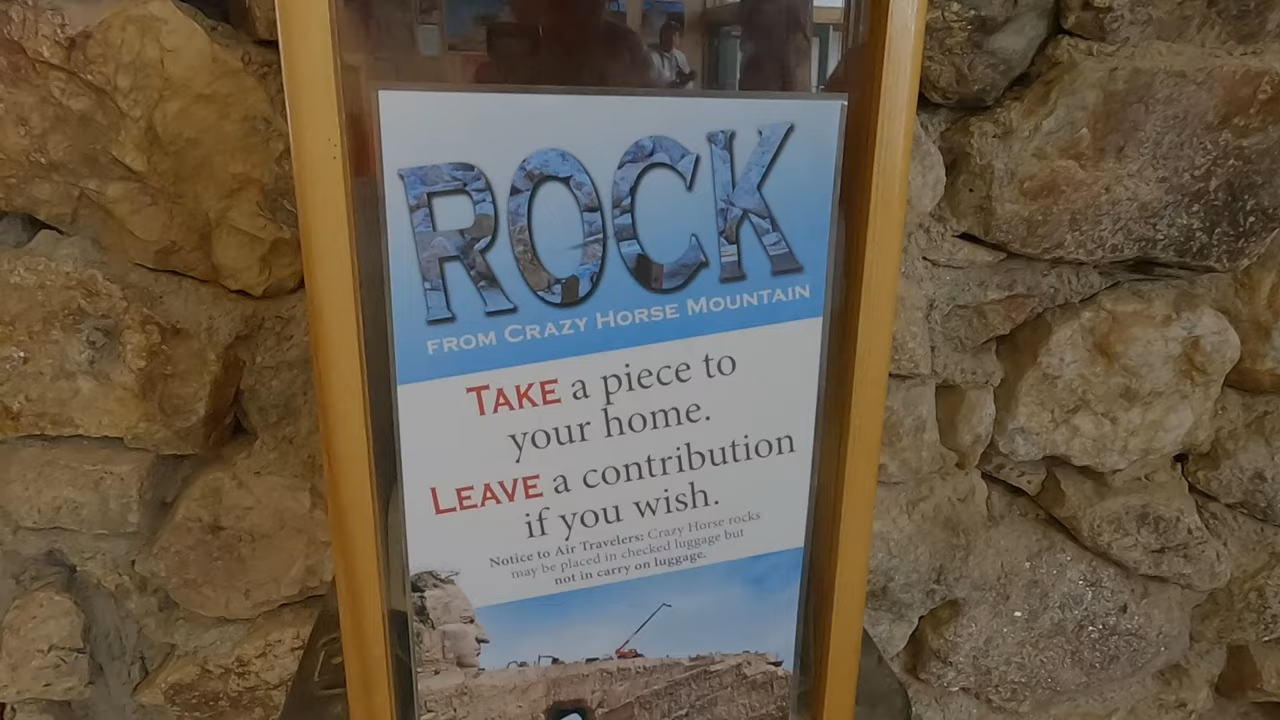 ROCK
FROM CRAZY HORSE MOUNTAIN
TAKE a piece to
your home.
LEAVE a contribution
if you wish.
Notice to Air Travelers: Crazy Horse rocks
may be placed in checked luggage but
not in carry on luggage.